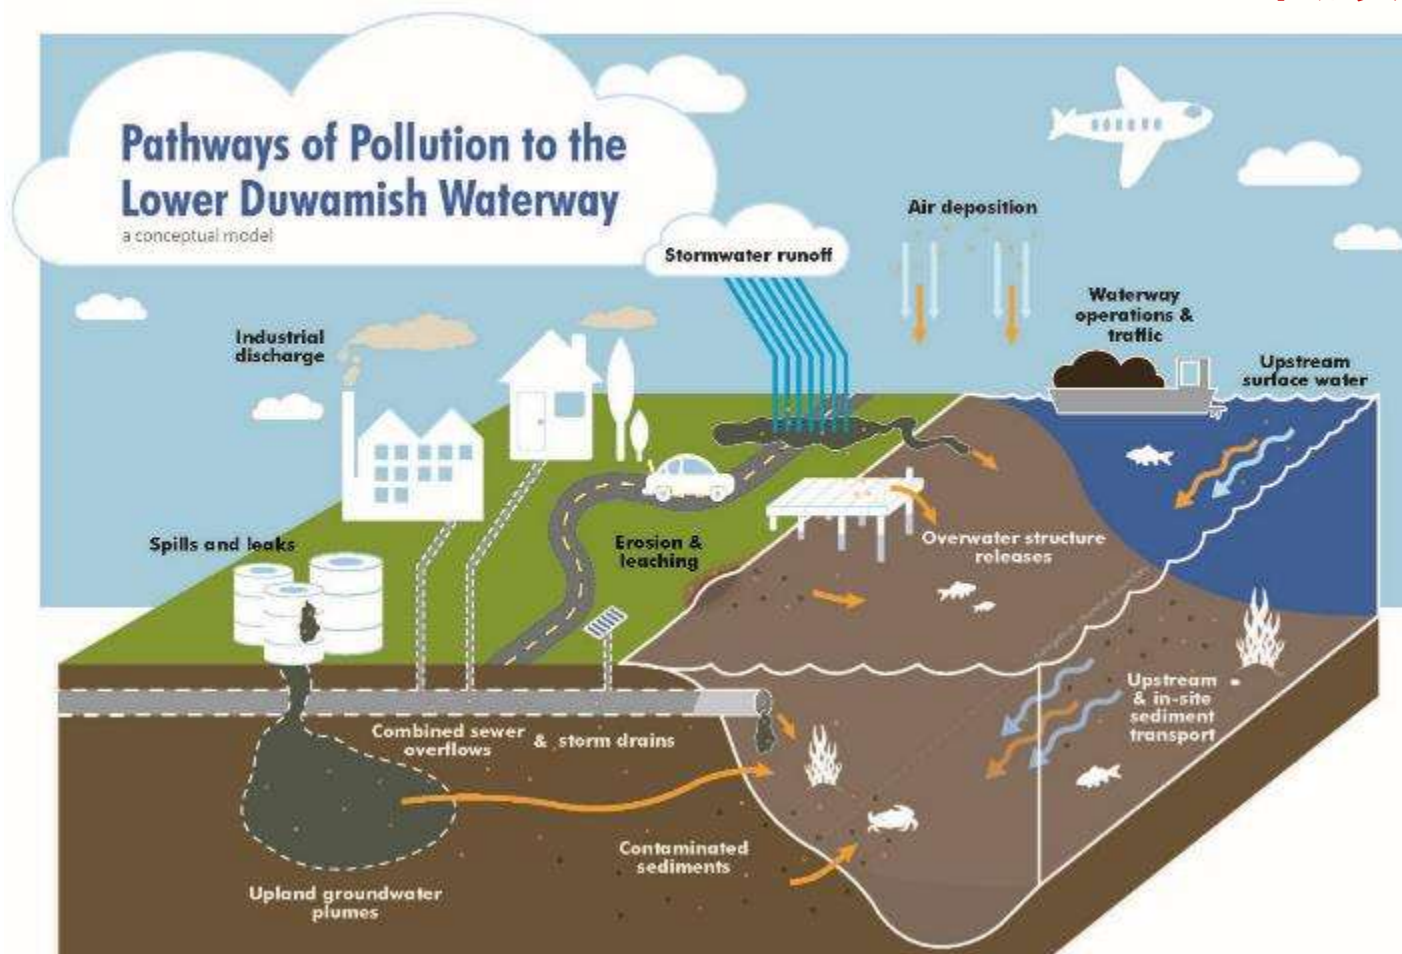 Pathways of Pollution to the
Lower Duwamish Waterway
a conceptual model
Air deposition
Stormwater runoff
Waterway
operations &
traffic
Industrial
discharge
Upstream
surface water
Spills and leaks
Erosion &
leaching
Overwater structure
releases
Upstream
& in-site
sediment
transport
Combined sewer
overflows
& storm drains
Contaminated
sediments
Upland groundwater
plumes